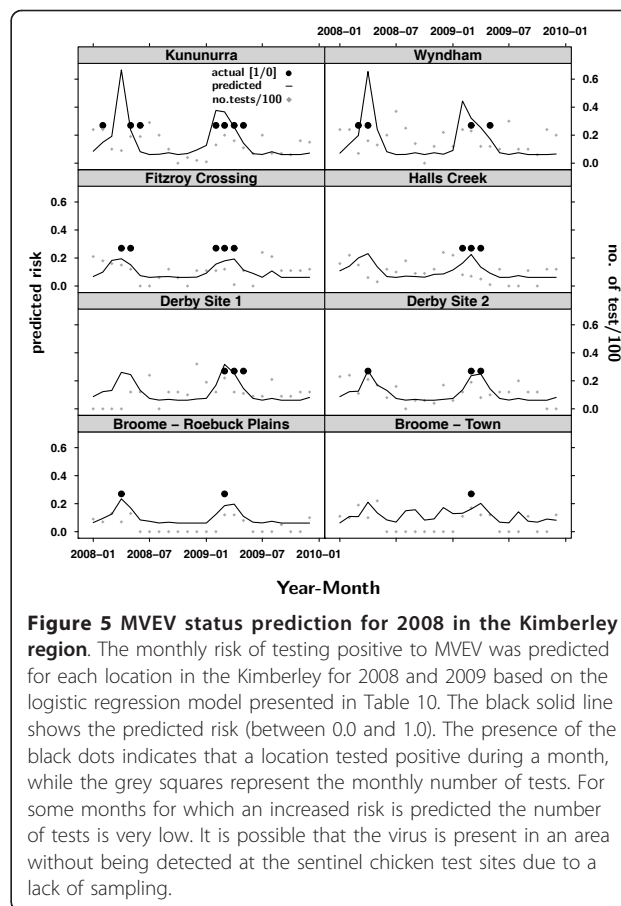 2008–01 2008–07 2009–01 2009–07 2010–01
Kununurra Wyndham
actual [1/0]
predicted
no.tests/100
0.6
0.4
0.2
0.0
Fitzroy Crossing Halls Creek
0.6
0.4
0.2
0.0
Derby Site 1 Derby Site 2
0.6
0.4
0.2
0.0
Broome – Roebuck Plains Broome – Town
0.6
0.4
0.2
0.0
predicted risk
no. of test/100
2008–01 2008–07 2009–01 2009–07 2010–01
Year-Month
Figure 5 MVEV status prediction for 2008 in the Kimberley
region. The monthly risk of testing positive to MVEV was predicted
for each location in the Kimberley for 2008 and 2009 based on the
logistic regression model presented in Table 10. The black solid line
shows the predicted risk (between 0.0 and 1.0). The presence of the
black dots indicates that a location tested positive during a month,
while the grey squares represent the monthly number of tests. For
some months for which an increased risk is predicted the number
of tests is very low. It is possible that the virus is present in an area
without being detected at the sentinel chicken test sites due to a
lack of sampling.